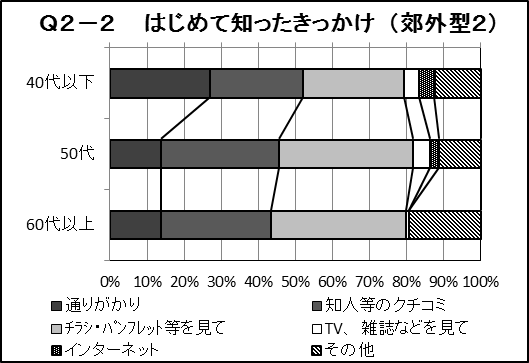 Q2－2　はじめて知ったきっかけ（郊外型2）
40代以下
50代
60代以上
0% 10% 20% 30% 40% 50% 60% 70% 80% 90% 100%
通りがかり 知人等のクチコミ
ﾁﾗｼ・ﾊﾟﾝﾌﾚｯﾄ等を見て TV、雑誌などを見て
インターネット その他